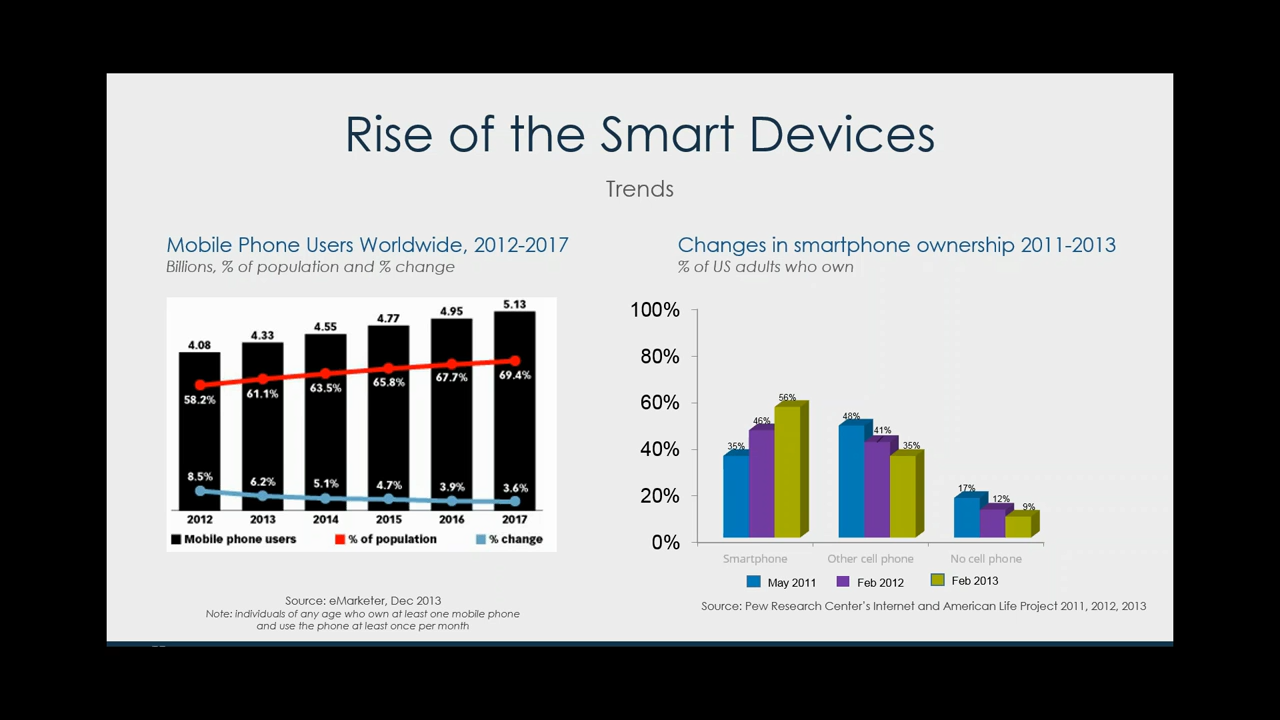 Rise of the Smart Devices
Trends
Mobile Phone Users Worldwide, 2012-2017
Billions, % of population and % change
4.08 4.33 4.55 4.77 4.95 5.13
58.2% 61.1% 63.5% 65.8% 67.7% 69.4%
8.5% 6.2% 5.1% 4.7% 3.9% 3.6%
2012 2013 2014 2015 2016 2017
Mobile phone users % of population % change
Source: eMarketer, Dec 2013
Note: individuals of any age who own at least one mobile phone
and use the phone at least once per month
Changes in smartphone ownership 2011-2013
% of US adults who own
100%
80%
60%
40%
20%
0%
35% 46% 56% 48% 41% 35% 17% 12% 9%
Smartphone Other cell phone No cell phone
May 2011 Feb 2012 Feb 2013
Source: Pew Research Center's Internet and American Life Project 2011, 2012, 2013